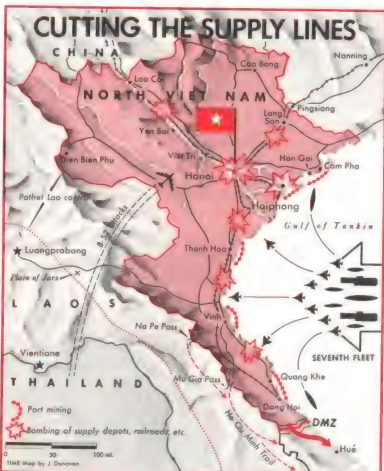 CUTTING THE SUPPLY LINES
CHINA
Nanning
Cao Bang
Lao Cai
NORTH VIET NAM
Pingsiang
Lang Son
Yen Bai
Viet Tri
Hon Gai
Cam Pha
Dien Bien Phu
Hanoi
Haiphong
Pathet Lao control
B-52 attacks
Gulf of Tonkin
Luangprabang
Thanh Hoa
Plain of Jars
LAOS
Vinh
Na Pe Pass
SEVENTH FLEET
Vientiane
Mu Gia Pass
Quang Khe
THAILAND
Dong Hoi
Port mining
Ho Chi Minh Trail
DMZ
Bombing of supply depots, railroads, etc.
Hué
0 100 mi.
TIME Map by J. Donovan